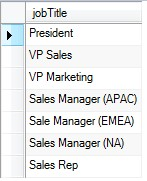 jobTitle
President
VP Sales
VP Marketing
Sales Manager (APAC)
Sale Manager (EMEA)
Sales Manager (NA)
Sales Rep